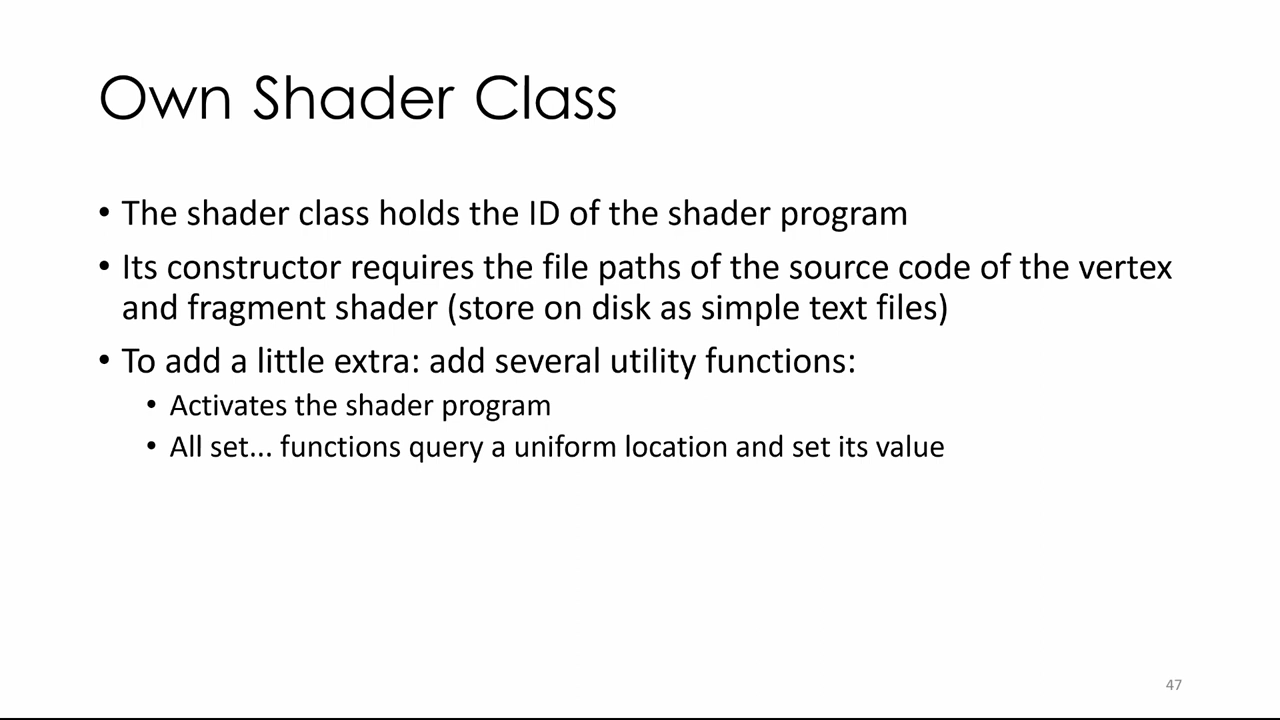 Own Shader Class
• The shader class holds the ID of the shader program
• Its constructor requires the file paths of the source code of the vertex
and fragment shader (store on disk as simple text files)
• To add a little extra: add several utility functions:
• Activates the shader program
• All set... functions query a uniform location and set its value
47